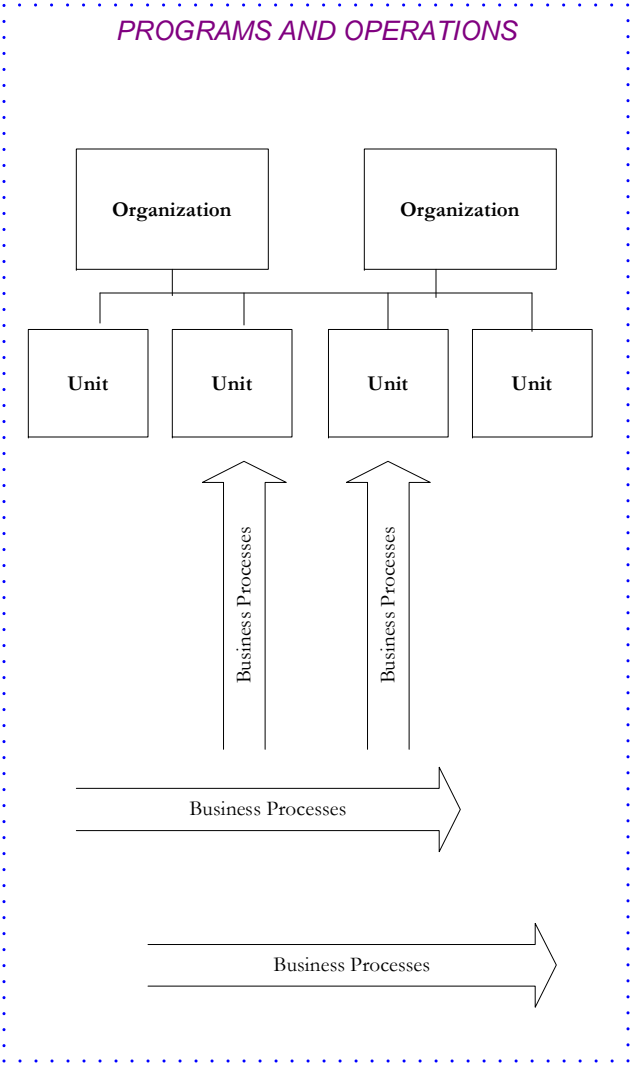 PROGRAMS AND OPERATIONS
Organization
Organization
Unit
Unit
Unit
Unit
Business Processes
Business Processes
Business Processes
Business Processes